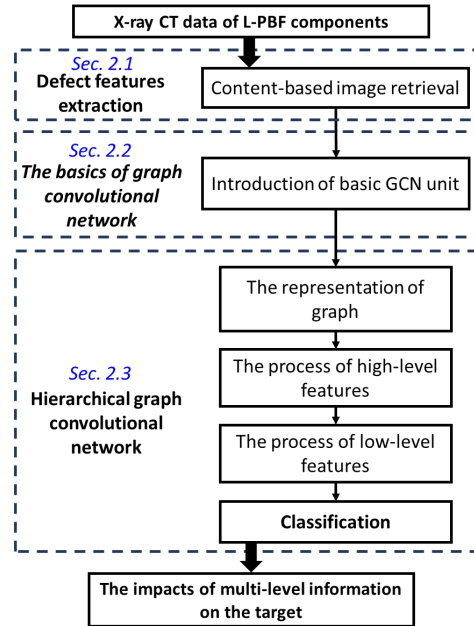 X-ray CT data of L-PBF components
Sec. 2.1
Defect features
extraction
Content-based image retrieval
Sec. 2.2
The basics of graph
convolutional
network
Introduction of basic GCN unit
Sec. 2.3
Hierarchical graph
convolutional
network
The representation of
graph
The process of high-level
features
The process of low-level
features
Classification
The impacts of multi-level information
on the target